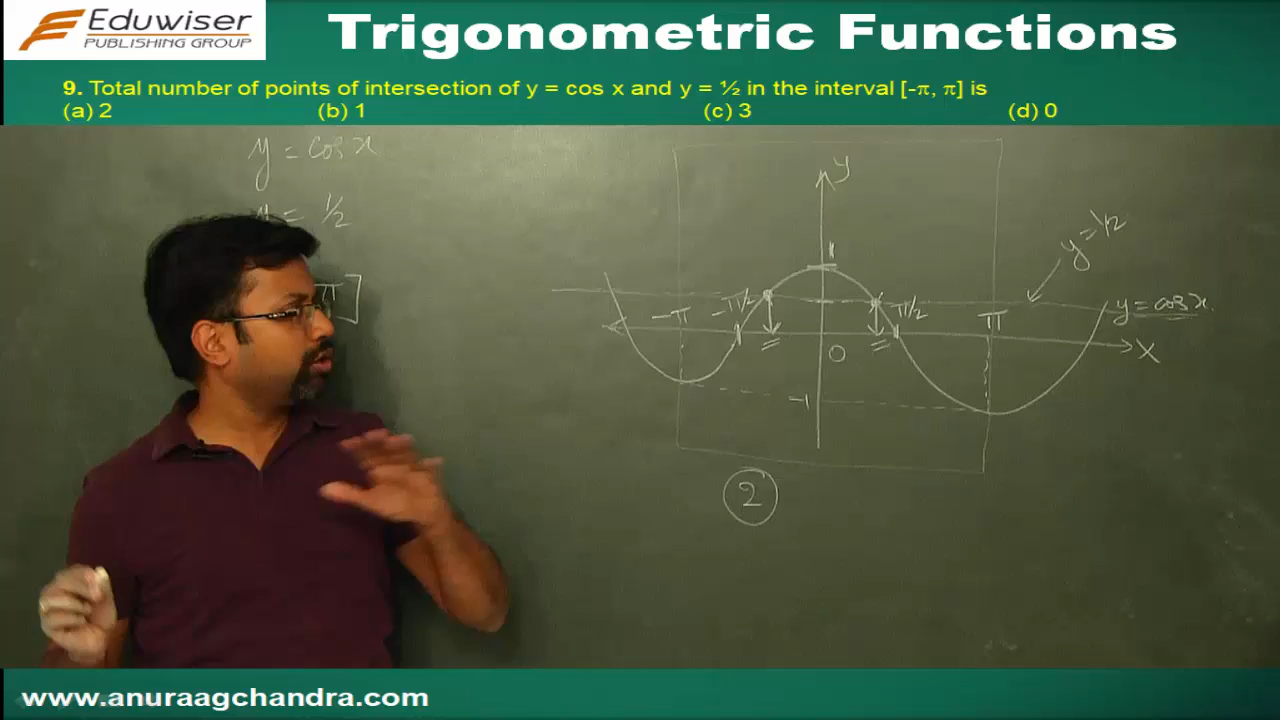 Eduwiser
PUBLISHING GROUP
Trigonometric Functions
9. Total number of points of intersection of y = cos x and y = ½ in the interval [-π, π] is
(a) 2 (b) 1 (c) 3 (d) 0
y = cos x
y = 1/2
π]
y
1
y = 1/2
-π -π/2 π/2 π y = cos x
0 X
-1
2
www.anuraagchandra.com